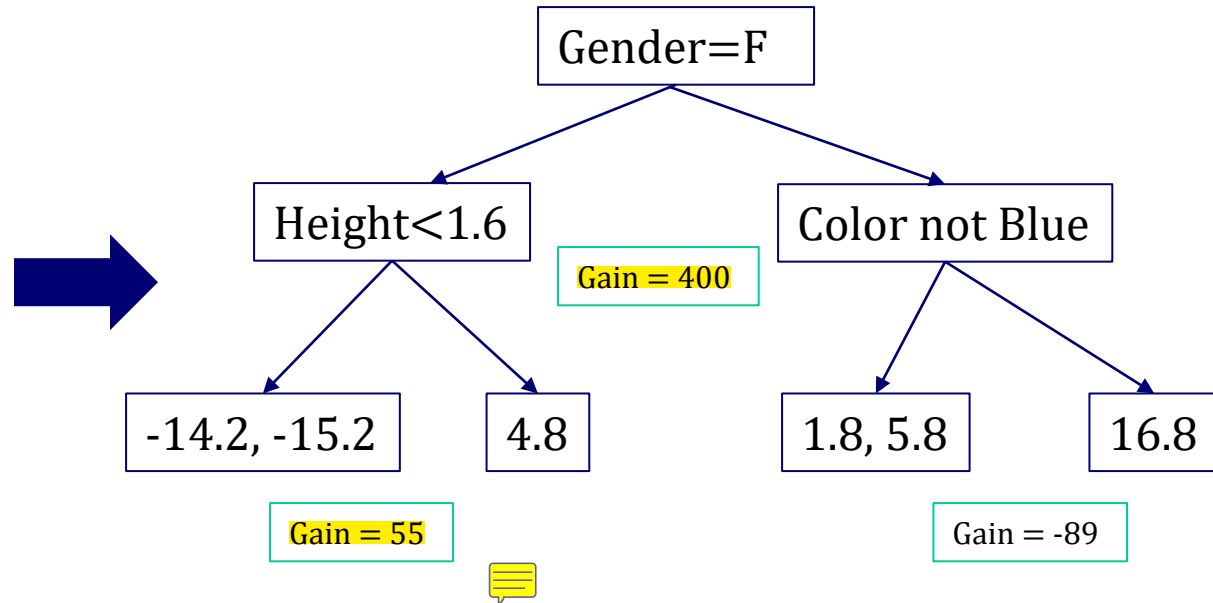 Gender=F
Height<1.6
Color not Blue
Gain = 400
-14.2, -15.2
4.8
1.8, 5.8
16.8
Gain = 55
Gain = -89